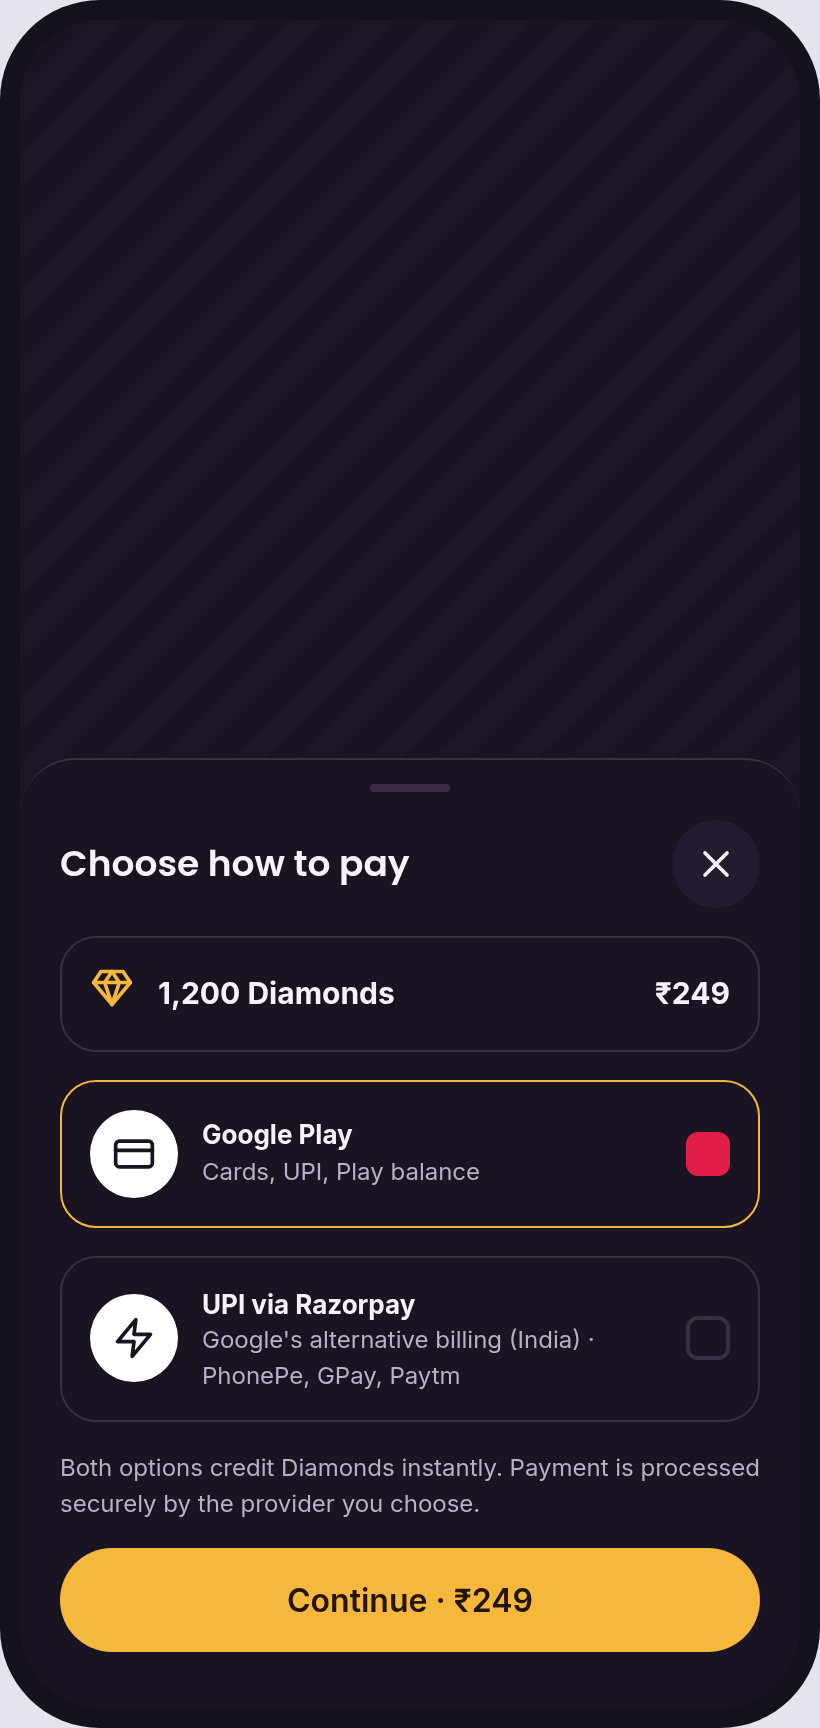 Choose how to pay
1,200 Diamonds ₹249
Google Play
Cards, UPI, Play balance
UPI via Razorpay
Google's alternative billing (India) ·
PhonePe, GPay, Paytm
Both options credit Diamonds instantly. Payment is processed
securely by the provider you choose.
Continue · ₹249